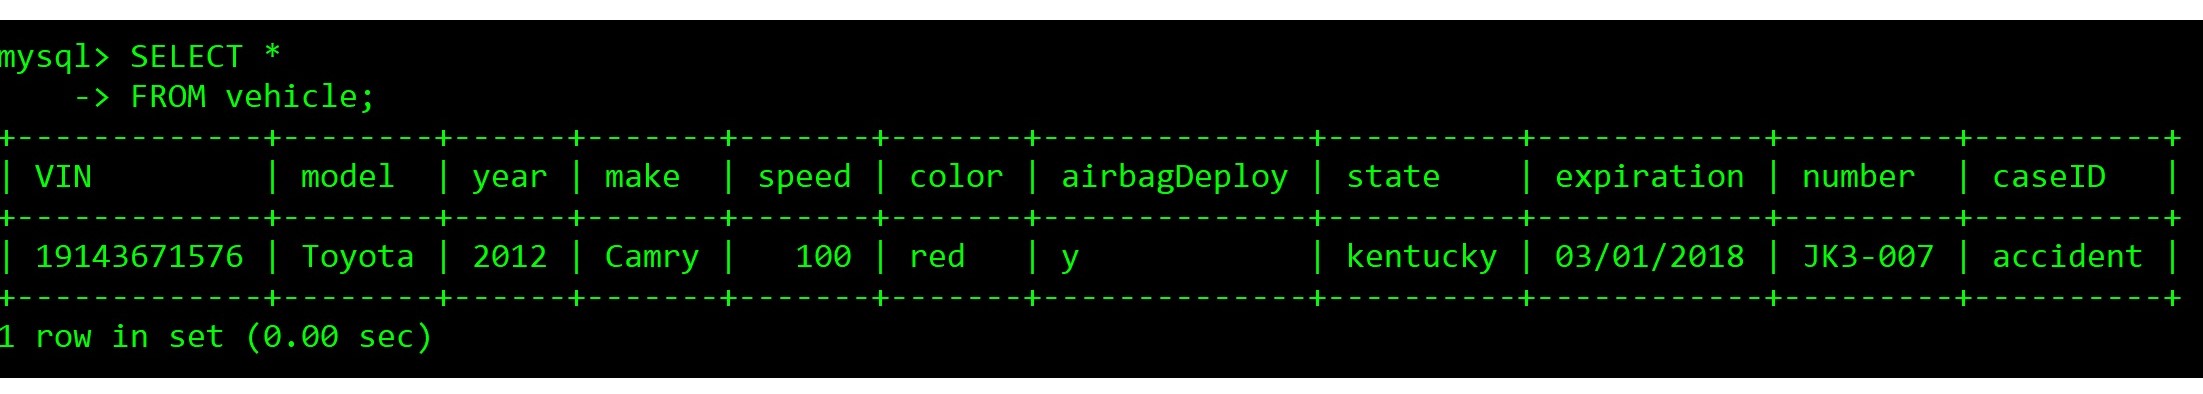 mysql> SELECT *
    -> FROM vehicle;
+-------------+--------+------+-------+-------+-------+---------------+----------+------------+---------+----------+
| VIN         | model  | year | make  | speed | color | airbagDeploy | state    | expiration | number  | caseID   |
+-------------+--------+------+-------+-------+-------+---------------+----------+------------+---------+----------+
| 19143671576 | Toyota | 2012 | Camry |   100 | red   | y            | kentucky | 03/01/2018 | JK3-007 | accident |
+-------------+--------+------+-------+-------+-------+---------------+----------+------------+---------+----------+
1 row in set (0.00 sec)